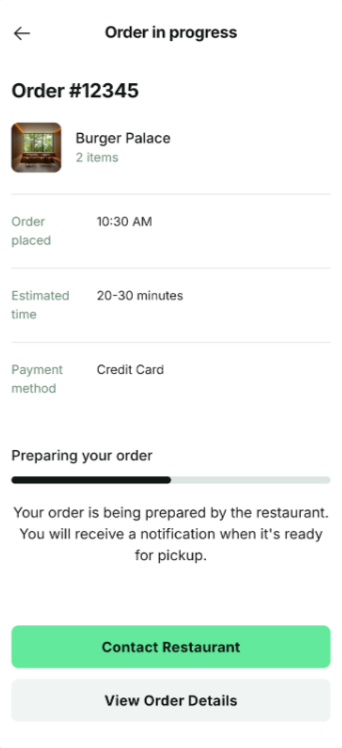 Order in progress
Order #12345
Burger Palace
2 items
Order placed
10:30 AM
Estimated time
20-30 minutes
Payment method
Credit Card
Preparing your order
Your order is being prepared by the restaurant.
You will receive a notification when it's ready
for pickup.
Contact Restaurant
View Order Details